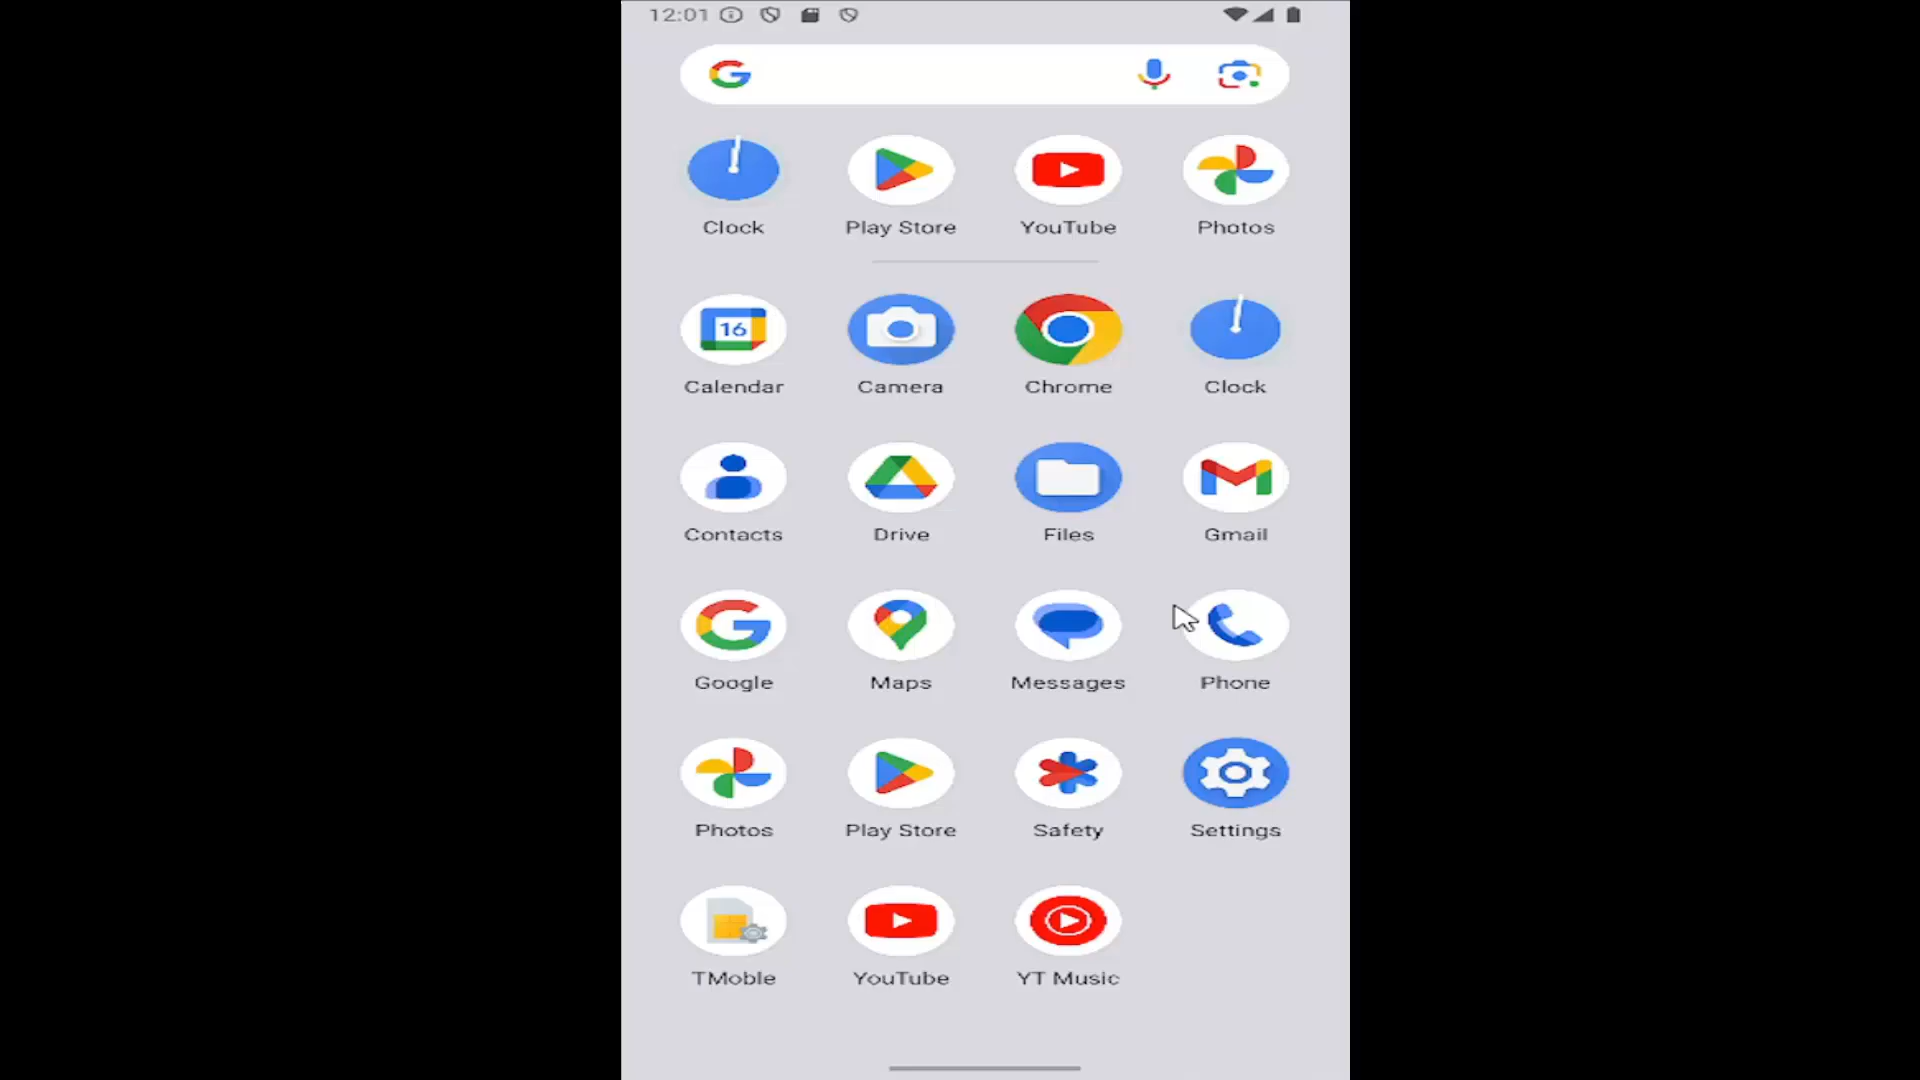 12:01
Clock Play Store YouTube Photos
16
Calendar Camera Chrome Clock
Contacts Drive Files Gmail
Google Maps Messages Phone
Photos Play Store Safety Settings
TMoble YouTube YT Music